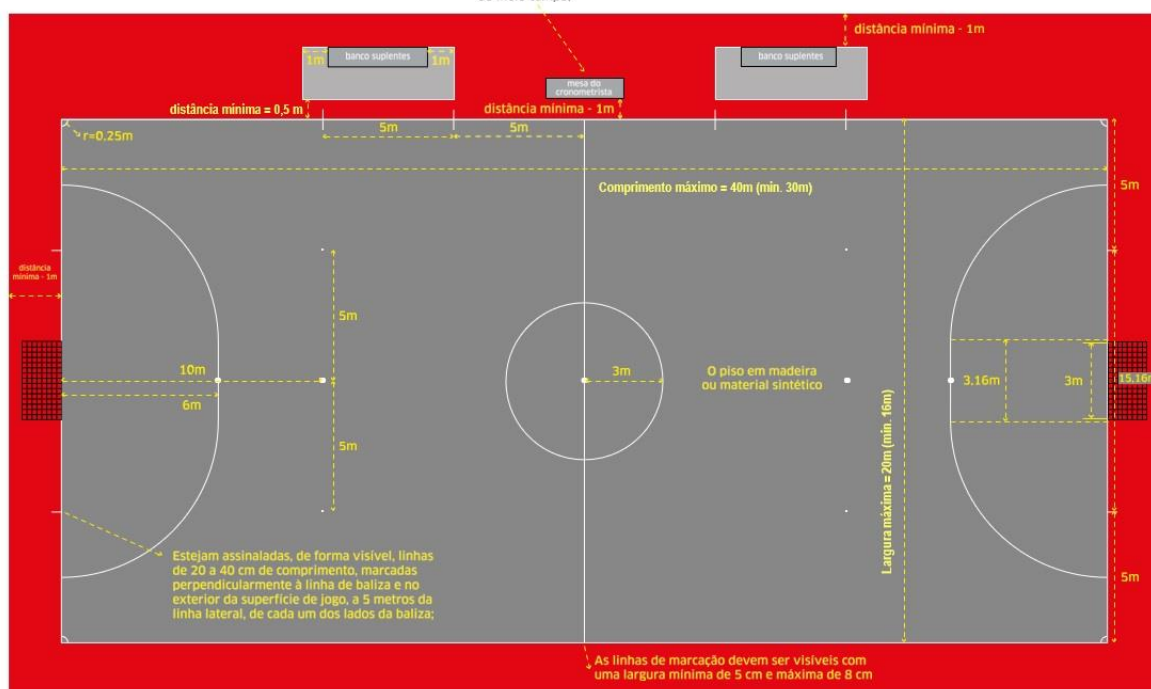 distância mínima - 1m
banco suplentes
1m
1m
banco suplentes
mesa do
cronometrista
distância mínima = 0,5 m
distância mínima - 1m
r=0.25m
5m
5m
Comprimento máximo = 40m (min. 30m)
5m
distância
mínima - 1m
5m
10m
3m
O piso em madeira
ou material sintético
3.16m
3m
15.16m
6m
5m
Largura máxima = 20m (min. 16m)
Estejam assinaladas, de forma visível, linhas
de 20 a 40 cm de comprimento, marcadas
perpendicularmente à linha de baliza e no
exterior da superfície de jogo, a 5 metros da
linha lateral, de cada um dos lados da baliza;
5m
As linhas de marcação devem ser visíveis com
uma largura mínima de 5 cm e máxima de 8 cm